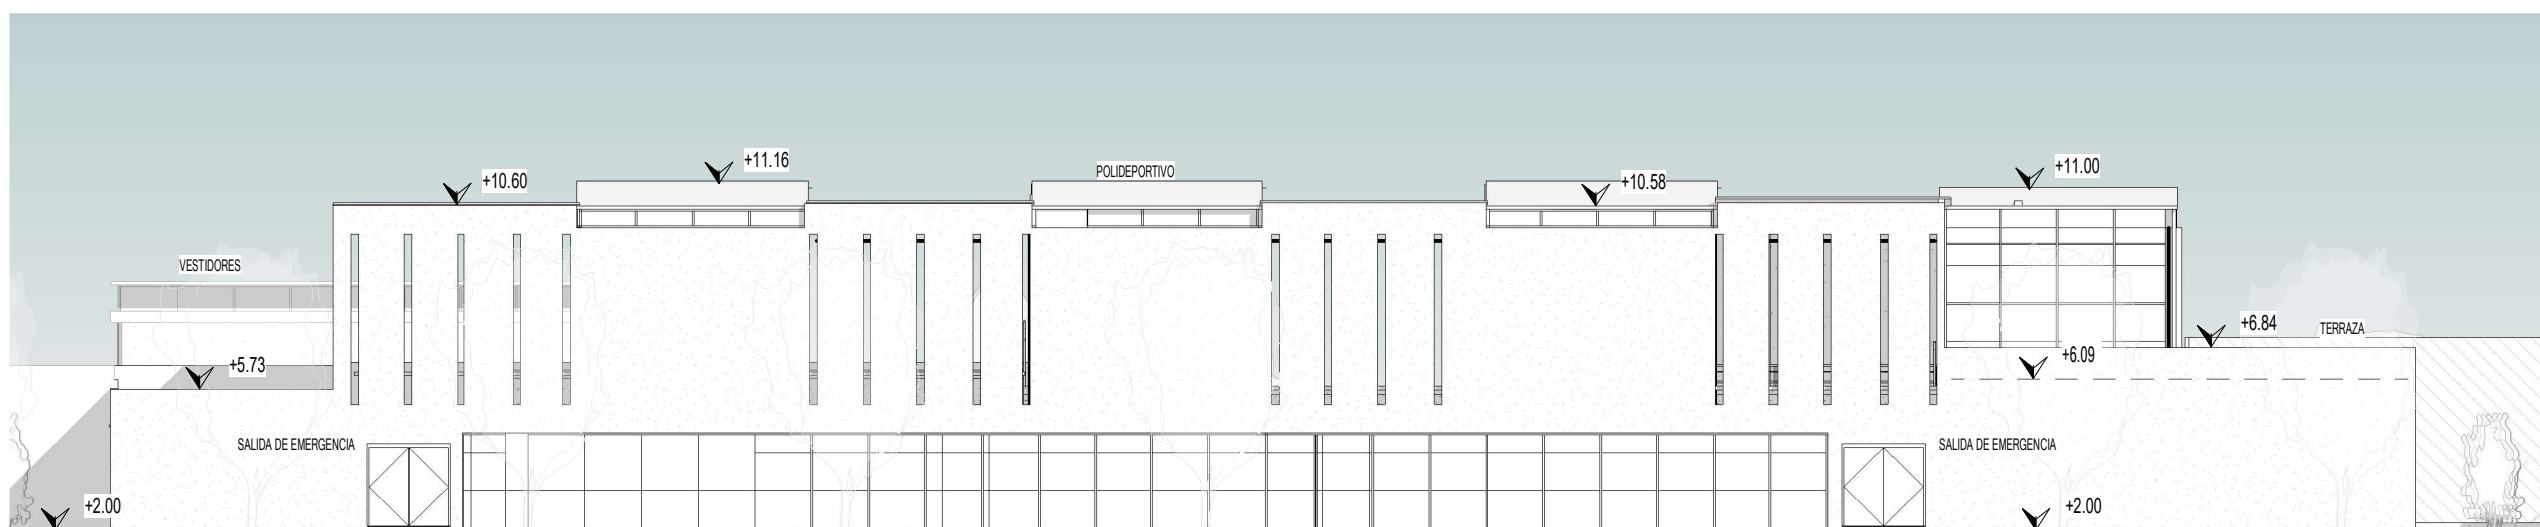 +11.16
+11.00
POLIDEPORTIVO
+10.60
+10.58
VESTIDORES
+6.84
TERRAZA
+6.09
+5.73
SALIDA DE EMERGENCIA
SALIDA DE EMERGENCIA
+2.00
+2.00